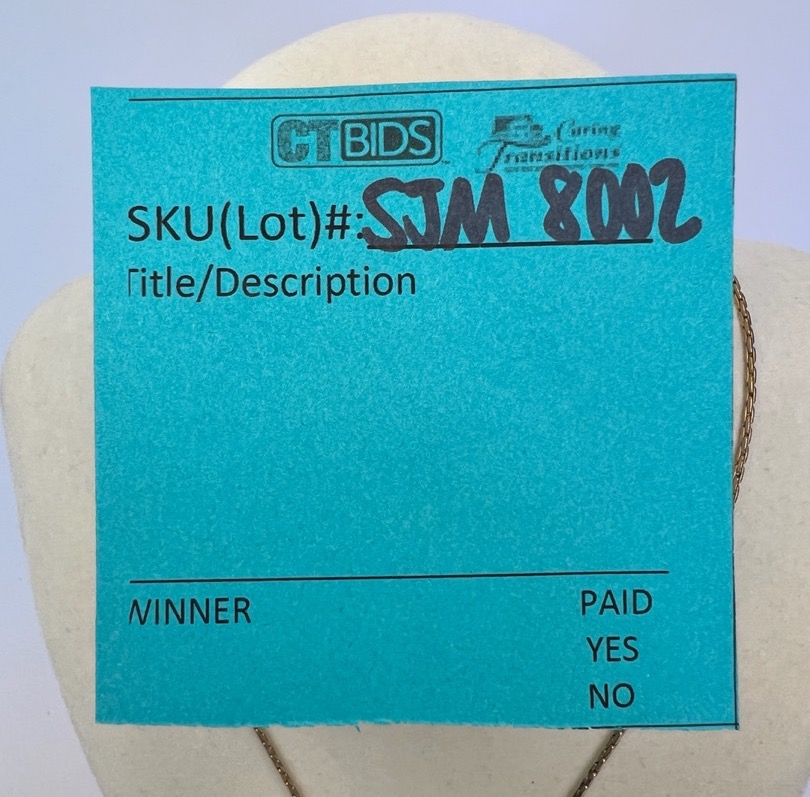 CTBIDS
Caring
Transitions
SKU(Lot)#: SJM 8002
Title/Description
WINNER PAID
YES
NO